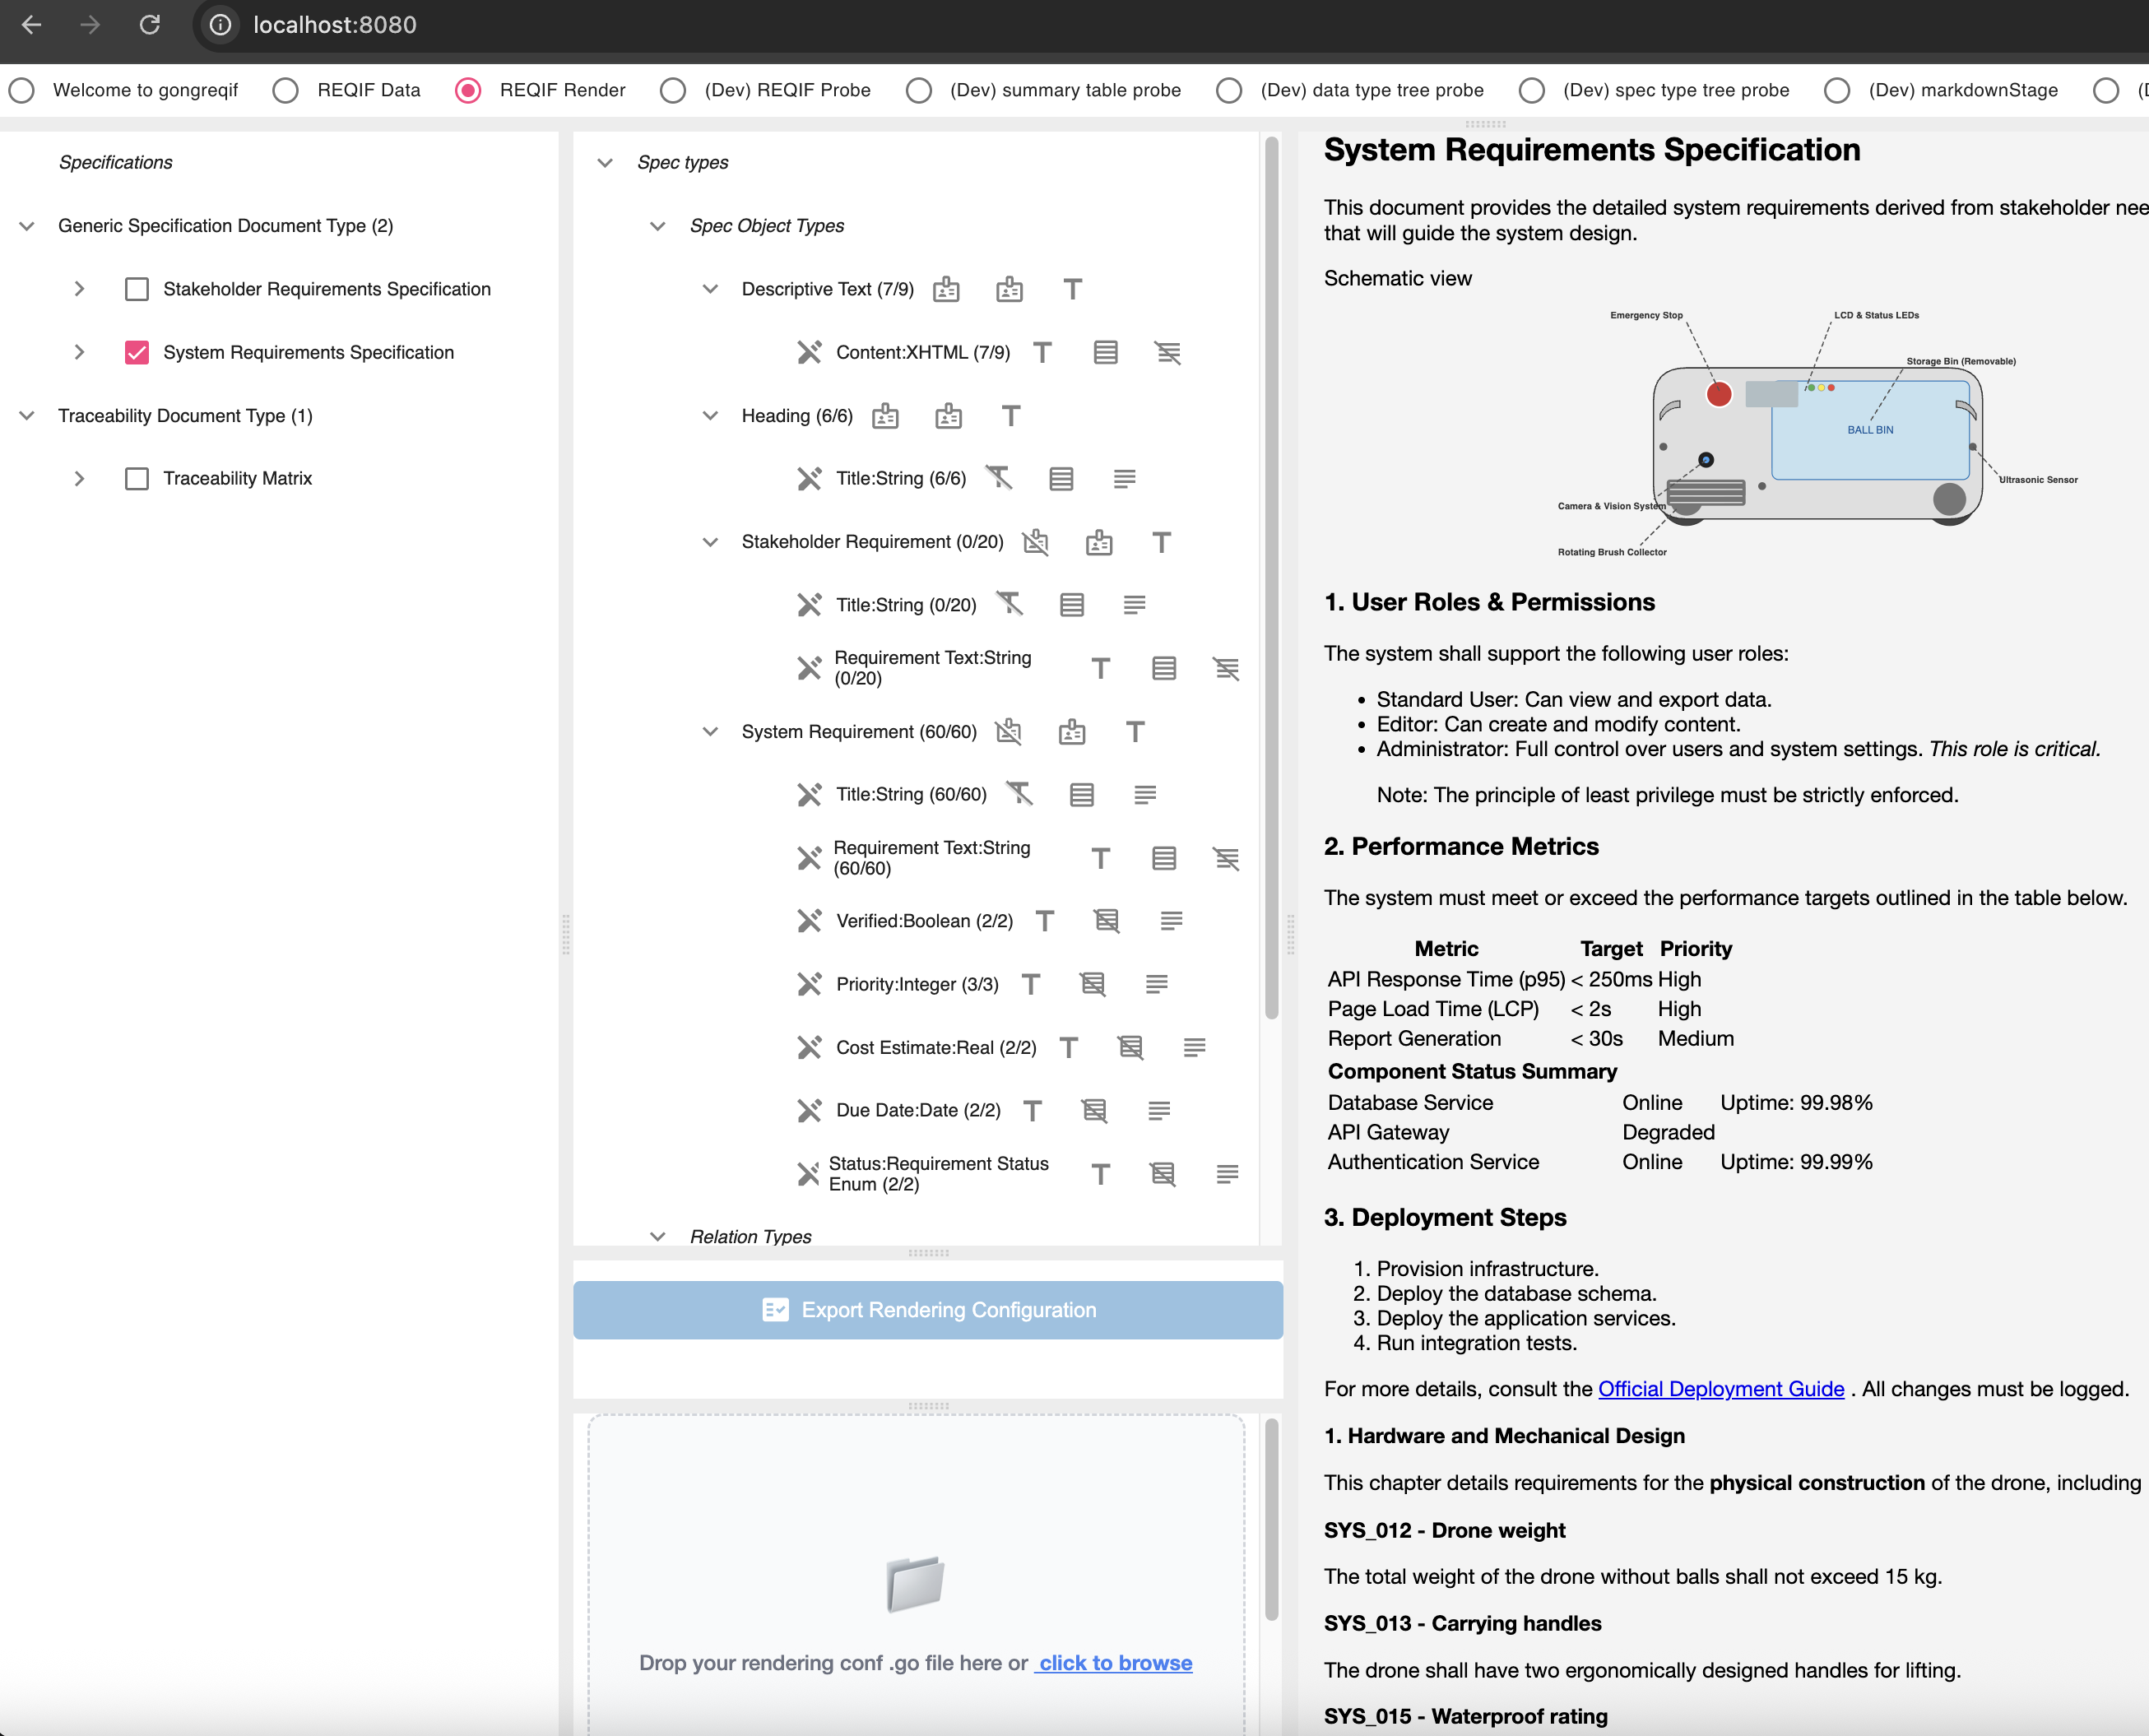 localhost:8080
Welcome to gongreqif
REQIF Data
REQIF Render
(Dev) REQIF Probe
(Dev) summary table probe
(Dev) data type tree probe
(Dev) spec type tree probe
(Dev) markdownStage
Specifications
Generic Specification Document Type (2)
Stakeholder Requirements Specification
System Requirements Specification
Traceability Document Type (1)
Traceability Matrix
Spec types
Spec Object Types
Descriptive Text (7/9)
Content:XHTML (7/9)
Heading (6/6)
Title:String (6/6)
Stakeholder Requirement (0/20)
Title:String (0/20)
Requirement Text:String
(0/20)
System Requirement (60/60)
Title:String (60/60)
Requirement Text:String
(60/60)
Verified:Boolean (2/2)
Priority:Integer (3/3)
Cost Estimate:Real (2/2)
Due Date:Date (2/2)
Status:Requirement Status
Enum (2/2)
Relation Types
Export Rendering Configuration
Drop your rendering conf .go file here or click to browse
System Requirements Specification
This document provides the detailed system requirements derived from stakeholder nee
that will guide the system design.
Schematic view
Emergency Stop
LCD & Status LEDs
Storage Bin (Removable)
BALL BIN
Ultrasonic Sensor
Camera & Vision System
Rotating Brush Collector
1. User Roles & Permissions
The system shall support the following user roles:
• Standard User: Can view and export data.
• Editor: Can create and modify content.
• Administrator: Full control over users and system settings. This role is critical.
Note: The principle of least privilege must be strictly enforced.
2. Performance Metrics
The system must meet or exceed the performance targets outlined in the table below.
Metric Target Priority
API Response Time (p95) < 250ms High
Page Load Time (LCP) < 2s High
Report Generation < 30s Medium
Component Status Summary
Database Service Online Uptime: 99.98%
API Gateway Degraded
Authentication Service Online Uptime: 99.99%
3. Deployment Steps
1. Provision infrastructure.
2. Deploy the database schema.
3. Deploy the application services.
4. Run integration tests.
For more details, consult the Official Deployment Guide . All changes must be logged.
1. Hardware and Mechanical Design
This chapter details requirements for the physical construction of the drone, including
SYS_012 - Drone weight
The total weight of the drone without balls shall not exceed 15 kg.
SYS_013 - Carrying handles
The drone shall have two ergonomically designed handles for lifting.
SYS_015 - Waterproof rating